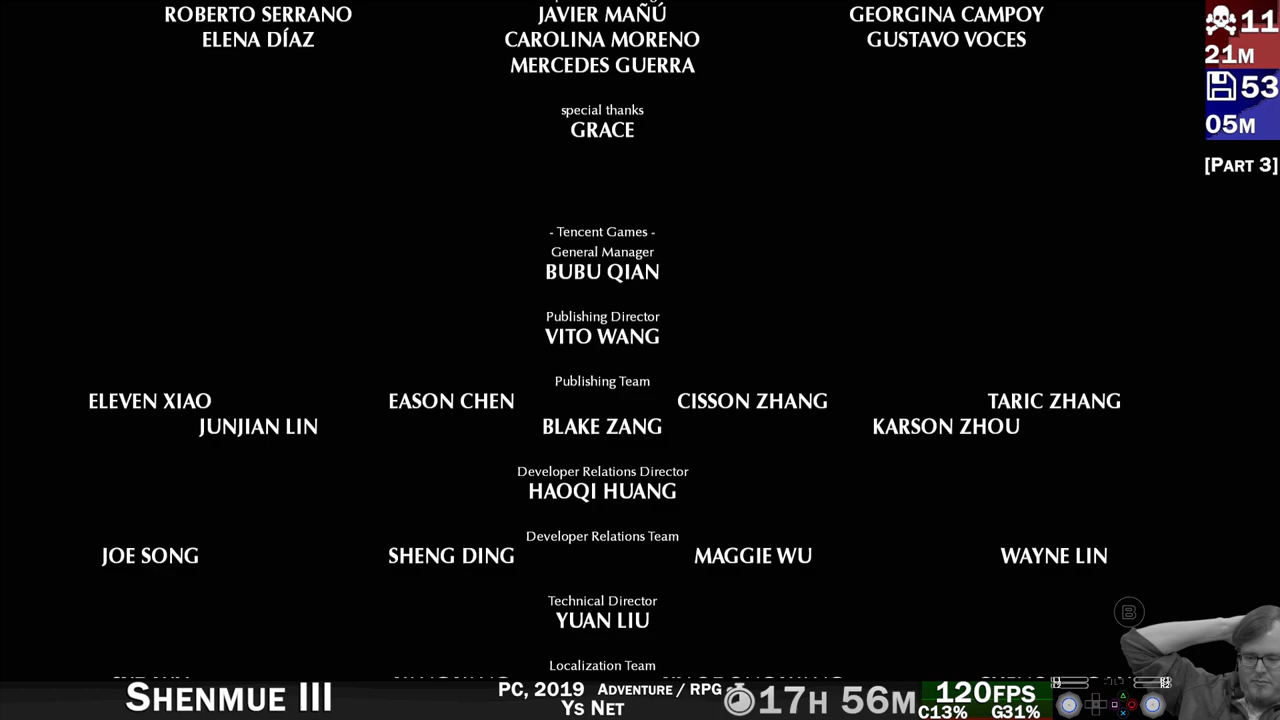 ROBERTO SERRANO JAVIER MAÑÚ GEORGINA CAMPOY
ELENA DÍAZ CAROLINA MORENO GUSTAVO VOCES
MERCEDES GUERRA
special thanks
GRACE
- Tencent Games -
General Manager
BUBU QIAN
Publishing Director
VITO WANG
Publishing Team
ELEVEN XIAO EASON CHEN CISSON ZHANG TARIC ZHANG
JUNJIAN LIN BLAKE ZANG KARSON ZHOU
Developer Relations Director
HAOQI HUANG
Developer Relations Team
JOE SONG SHENG DING MAGGIE WU WAYNE LIN
Technical Director
YUAN LIU
Localization Team
11
21M
53
05M
[PART 3]
B
SHENMUE III
PC, 2019 ADVENTURE / RPG
YS NET
17H 56M
120FPS
C13% G31%